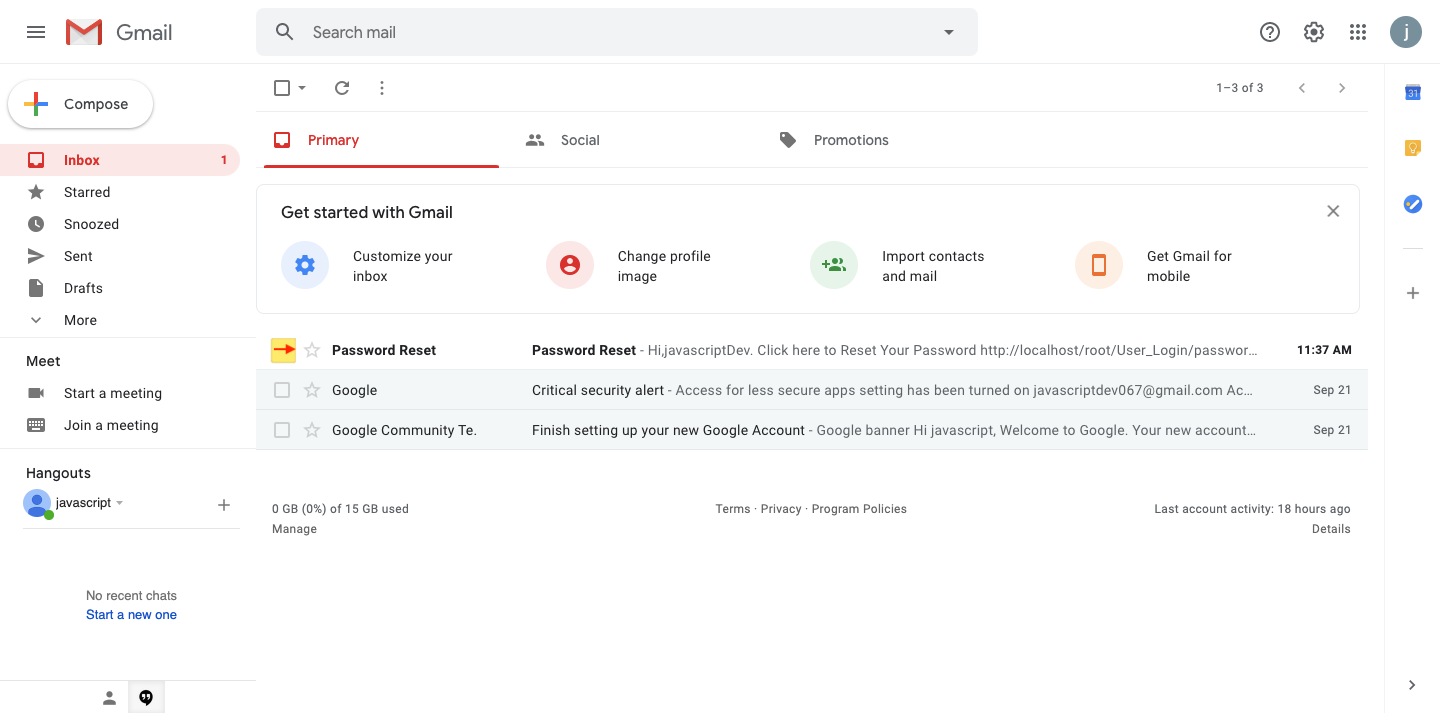 Gmail
Search mail
j
Compose
1–3 of 3
31
Primary
Social
Promotions
Inbox 1
Starred
Snoozed
Sent
Drafts
More
Get started with Gmail
Customize your
inbox
Change profile
image
Import contacts
and mail
Get Gmail for
mobile
Password Reset Password Reset - Hi,javascriptDev. Click here to Reset Your Password http://localhost/root/User_Login/passwor... 11:37 AM
Google Critical security alert - Access for less secure apps setting has been turned on javascriptdev067@gmail.com Ac... Sep 21
Google Community Te. Finish setting up your new Google Account - Google banner Hi javascript, Welcome to Google. Your new account... Sep 21
Meet
Start a meeting
Join a meeting
Hangouts
javascript
No recent chats
Start a new one
0 GB (0%) of 15 GB used
Manage
Terms · Privacy · Program Policies
Last account activity: 18 hours ago
Details